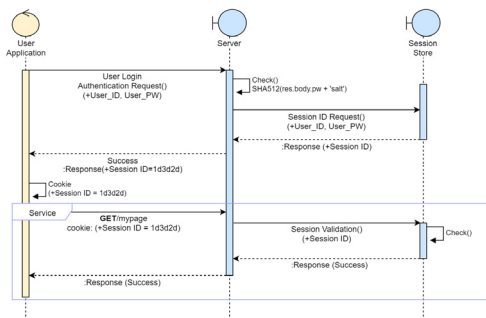 User
Application
Server
Session
Store
User Login
Authentication Request()
(+User_ID, User_PW)
Check()
SHA512(res.body.pw + 'salt')
Session ID Request()
(+User_ID, User_PW)
:Response (+Session ID)
Success
:Response(+Session ID=1d3d2d)
Cookie
(+Session ID = 1d3d2d)
Service
GET/mypage
cookie: (+Session ID = 1d3d2d)
Session Validation()
(+Session ID)
Check()
:Response (Success)
:Response (Success)